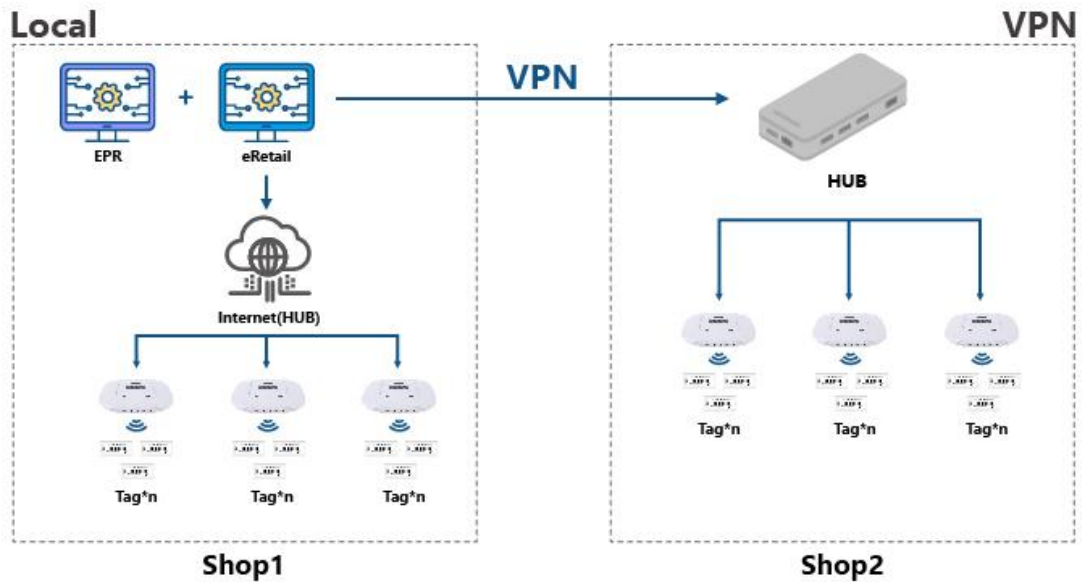 Local
VPN
EPR
+
eRetail
VPN
HUB
Internet(HUB)
Tag*n
Tag*n
Tag*n
Tag*n
Tag*n
Tag*n
Shop1
Shop2